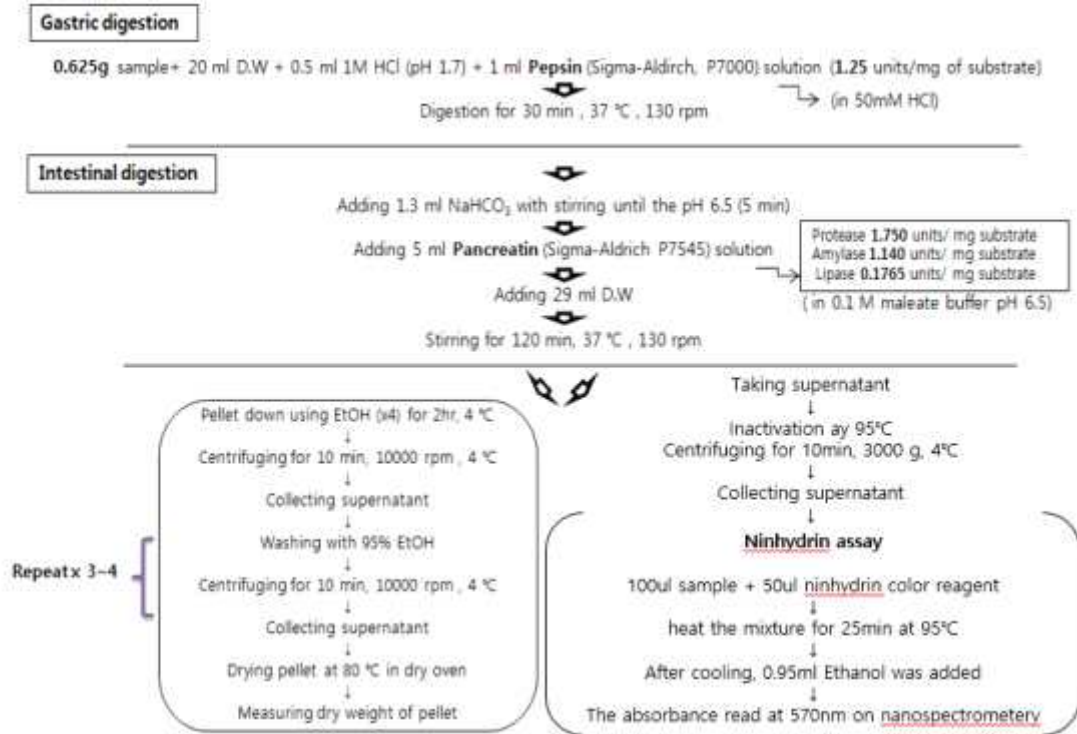 Gastric digestion
0.625g sample+ 20 ml D.W + 0.5 ml 1M HCl (pH 1.7) + 1 ml Pepsin (Sigma-Aldirch, P7000) solution (1.25 units/mg of substrate)
(in 50mM HCl)
Digestion for 30 min , 37 ℃ , 130 rpm
Intestinal digestion
Adding 1.3 ml NaHCO₃ with stirring until the pH 6.5 (5 min)
Adding 5 ml Pancreatin (Sigma-Aldrich P7545) solution
Protease 1.750 units/ mg substrate
Amylase 1.140 units/ mg substrate
Lipase 0.1765 units/ mg substrate
( in 0.1 M maleate buffer pH 6.5)
Adding 29 ml D.W
Stirring for 120 min, 37 ℃ , 130 rpm
Pellet down using EtOH (x4) for 2hr, 4 ℃
Centrifuging for 10 min, 10000 rpm , 4 ℃
Collecting supernatant
Repeat x 3~4
Washing with 95% EtOH
Centrifuging for 10 min, 10000 rpm , 4 ℃
Collecting supernatant
Drying pellet at 80 ℃ in dry oven
Measuring dry weight of pellet
Taking supernatant
Inactivation ay 95℃
Centrifuging for 10min, 3000 g, 4℃
Collecting supernatant
Ninhydrin assay
100ul sample + 50ul ninhydrin color reagent
heat the mixture for 25min at 95℃
After cooling, 0.95ml Ethanol was added
The absorbance read at 570nm on nanospectrometery